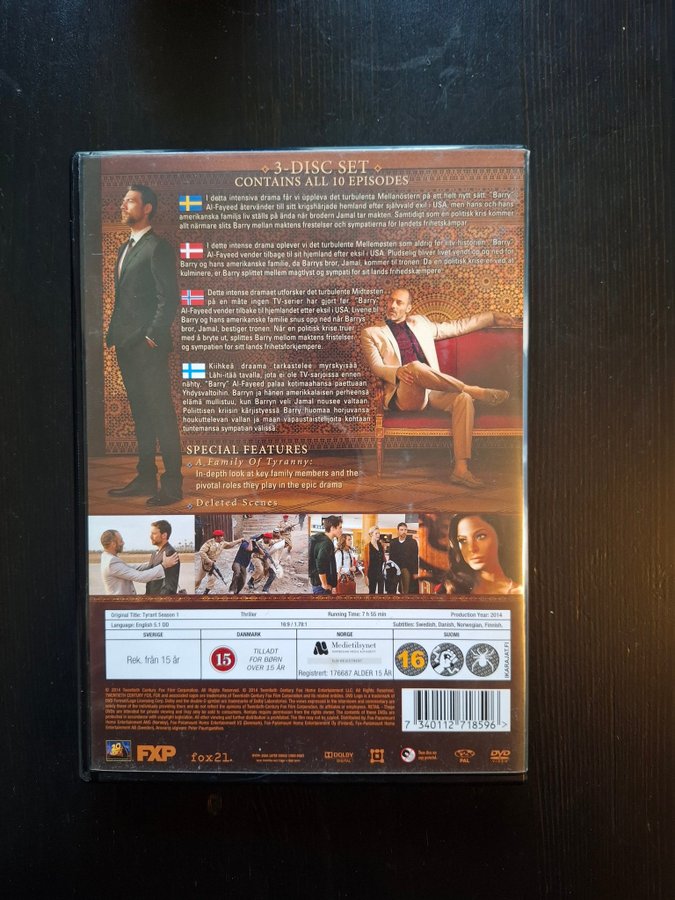 3-DISC SET
CONTAINS ALL 10 EPISODES
I detta intensiva drama får vi uppleva det turbulenta Mellanöstern på ett helt nytt sätt. "Barry"
Al-Fayeed återvänder till sitt krigshärjade hemland efter självvald exil i USA, men hans och hans
amerikanska familjs liv ställs på ända när brodern Jamal tar makten. Samtidigt som en politisk kris kommer
allt närmare slits Barry mellan maktens frestelser och sympatierna för landets frihetskämpar.
I dette intense drama oplever vi det turbulente Mellemøsten som aldrig før i tv-historien. "Barry"
Al-Fayeed vender tilbage til sit hjemland efter eksil i USA. Pludselig bliver livet vendt op og ned for
Barry og hans amerikanske familie, da Barrys bror, Jamal, kommer til tronen. Da en politisk krise er ved at
kulminere, er Barry splittet mellem magtlyst og sympati for sit lands frihedskæmpere.
Dette intense dramaet utforsker det turbulente Midtøsten
på en måte ingen TV-serier har gjort før. "Barry"
Al-Fayeed vender tilbake til hjemlandet etter eksil i USA. Livene til
Barry og hans amerikanske familie snus opp ned når Barrys
bror, Jamal, bestiger tronen. Når en politisk krise truer
med å bryte ut, splittes Barry mellom maktens fristelser
og sympatien for sitt lands frihetsforkjempere.
Kiihkeä draama tarkastelee myrskyisää
Lähi-itää tavalla, jota ei ole TV-sarjoissa ennen
nähty. "Barry" Al-Fayeed palaa kotimaahansa paettuaan
Yhdysvaltoihin. Barryn ja hänen amerikkalaisen perheensä
elämä mullistuu, kun Barryn veli Jamal nousee valtaan.
Poliittisen kriisin kärjistyessä Barry huomaa horjuvansa
houkuttelevan vallan ja maan vapaustaistelijoita kohtaan
tuntemansa sympatian välissä.
SPECIAL FEATURES
A Family Of Tyranny:
In-depth look at key family members and the
pivotal roles they play in the epic drama
Deleted Scenes
Original Title: Tyrant Season 1 Thriller Running Time: 7 h 55 min Production Year: 2014
Language: English 5.1 DD 16:9 / 1.78:1 Subtitles: Swedish, Danish, Norwegian, Finnish.
SVERIGE DANMARK NORGE SUOMI
Rek. från 15 år
15
TILLADT
FOR BØRN
OVER 15 ÅR
Medietilsynet
Registrert: 176687 ALDER 15 ÅR
16
IKARAJAT.FI
7 340112 718596
FXP
fox21.
DOLBY
DIGITAL
PAL
DVD
VIDEO